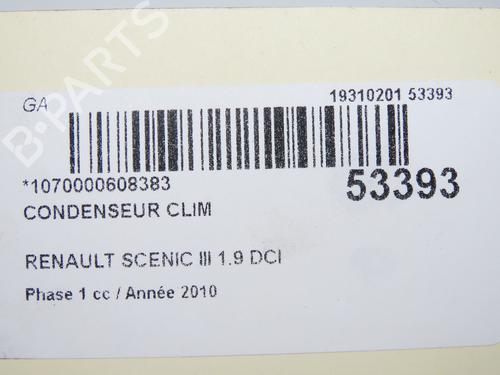 GA
19310201 53393
*1070000608383
53393
CONDENSEUR CLIM
RENAULT SCENIC III 1.9 DCI
Phase 1 cc / Année 2010
B-PARTS